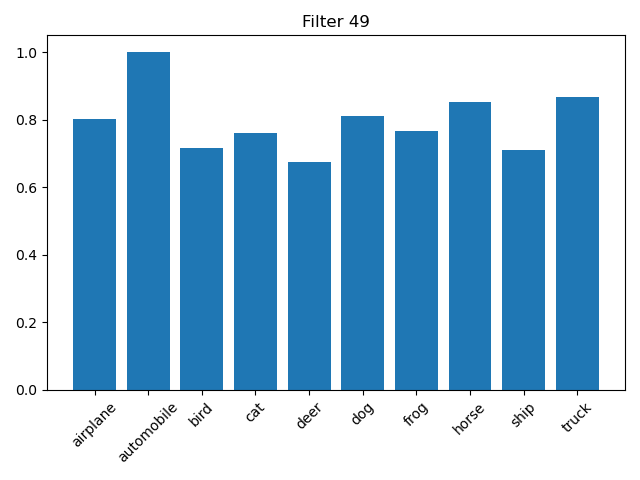 Filter 49
1.0
0.8
0.6
0.4
0.2
0.0
airplane
automobile
bird
cat
deer
dog
frog
horse
ship
truck